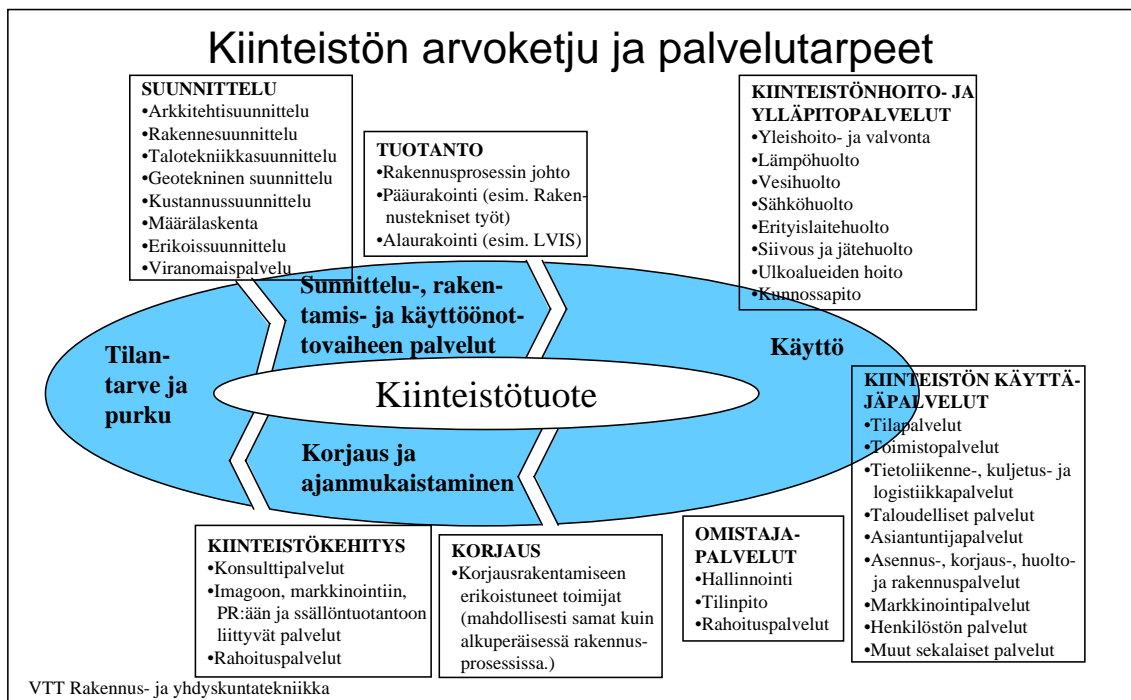 Kiinteistön arvoketju ja palvelutarpeet
SUUNNITTELU
•Arkkitehtisuunnittelu
•Rakennesuunnittelu
•Talotekniikkasuunnittelu
•Geotekninen suunnittelu
•Kustannussuunnittelu
•Määrälaskenta
•Erikoissuunnittelu
•Viranomaispalvelu
TUOTANTO
•Rakennusprosessin johto
•Pääurakointi (esim. Raken-
nustekniset työt)
•Alaurakointi (esim. LVIS)
KIINTEISTÖNHOITO- JA
YLLÄPITOPALVELUT
•Yleishoito- ja valvonta
•Lämpöhuolto
•Vesihuolto
•Sähköhuolto
•Erityislaitehuolto
•Siivous ja jätehuolto
•Ulkoalueiden hoito
•Kunnossapito
Sunnittelu-, raken-
tamis- ja käyttöönot-
tovaiheen palvelut
Tilan-
tarve ja
purku
Käyttö
Kiinteistötuote
Korjaus ja
ajanmukaistaminen
KIINTEISTÖN KÄYTTÄ-
JÄPALVELUT
•Tilapalvelut
•Toimistopalvelut
•Tietoliikenne-, kuljetus- ja
logistiikkapalvelut
•Taloudelliset palvelut
•Asiantuntijapalvelut
•Asennus-, korjaus-, huolto-
ja rakennuspalvelut
•Markkinointipalvelut
•Henkilöstön palvelut
•Muut sekalaiset palvelut
KIINTEISTÖKEHITYS
•Konsulttipalvelut
•Imagoon, markkinointiin,
PR:ään ja ssällöntuotantoon
liittyvät palvelut
•Rahoituspalvelut
KORJAUS
•Korjausrakentamiseen
erikoistuneet toimijat
(mahdollisesti samat kuin
alkuperäisessä rakennus-
prosessissa.)
OMISTAJA-
PALVELUT
•Hallinnointi
•Tilinpito
•Rahoituspalvelut
VTT Rakennus- ja yhdyskuntatekniikka